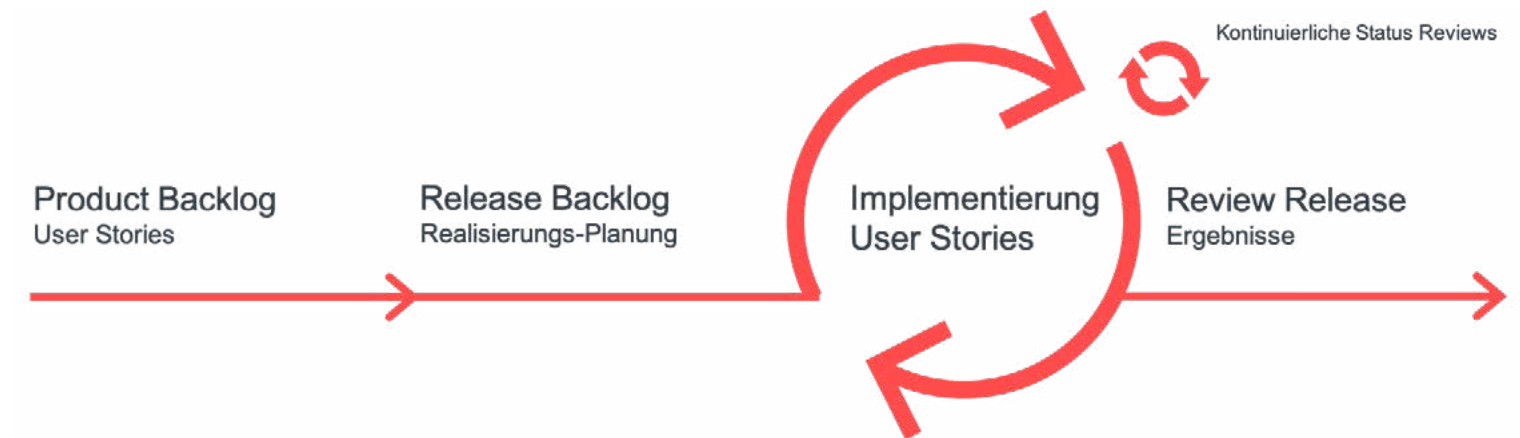 Kontinuierliche Status Reviews
Product Backlog
User Stories
Release Backlog
Realisierungs-Planung
Implementierung
User Stories
Review Release
Ergebnisse